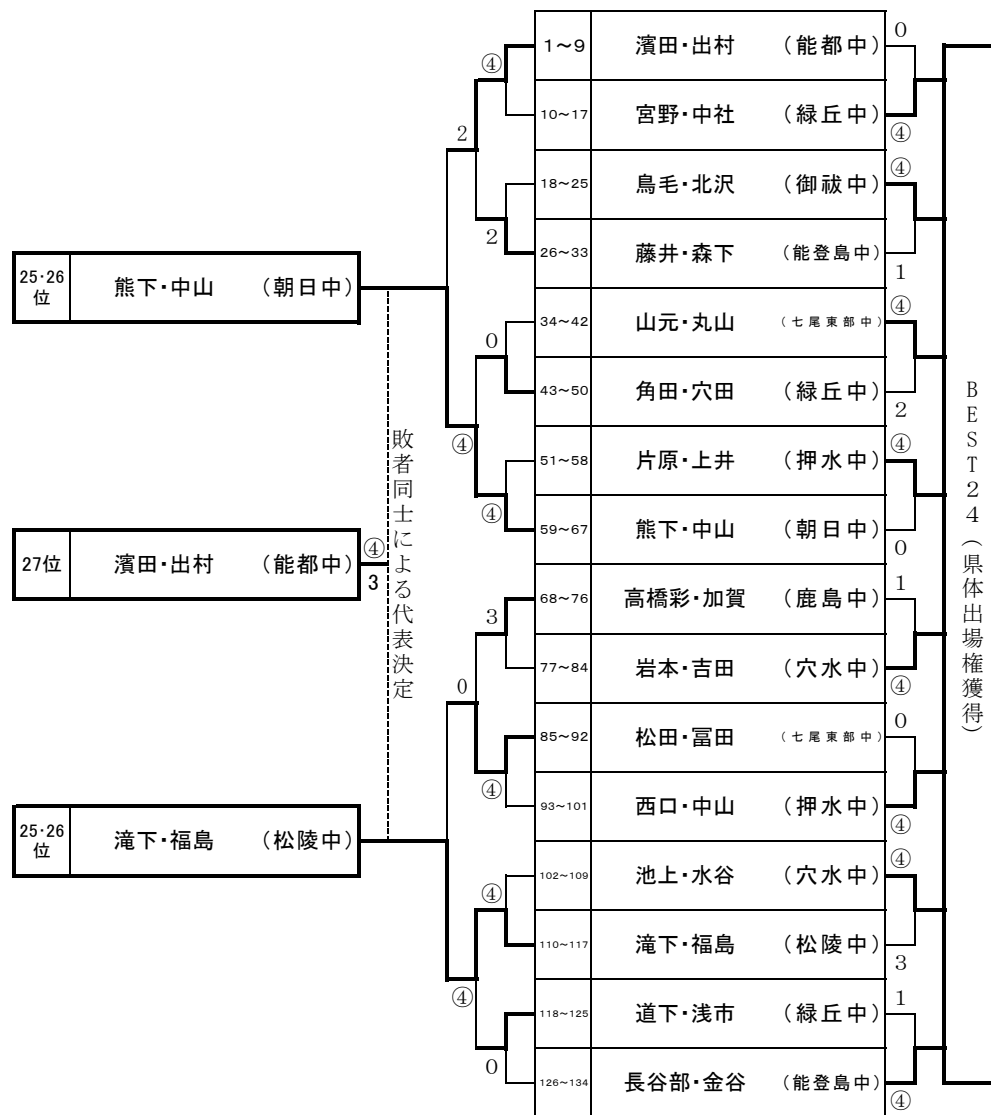 1～9 濱田・出村 (能都中) 0
④
10～17 宮野・中社 (緑丘中) ④
2
18～25 鳥毛・北沢 (御祓中) ④
2
26～33 藤井・森下 (能登島中) 1
25・26位 熊下・中山 (朝日中)
34～42 山元・丸山 (七尾東部中) ④
0
43～50 角田・穴田 (緑丘中) 2
④
51～58 片原・上井 (押水中) ④
④
59～67 熊下・中山 (朝日中) 0
27位 濱田・出村 (能都中) ④
3
敗者同士による代表決定
68～76 高橋彩・加賀 (鹿島中) 1
3
77～84 岩本・吉田 (穴水中) ④
0
85～92 松田・冨田 (七尾東部中) 0
④
93～101 西口・中山 (押水中) ④
25・26位 滝下・福島 (松陵中)
102～109 池上・水谷 (穴水中) ④
④
110～117 滝下・福島 (松陵中) 3
④
118～125 道下・浅市 (緑丘中) 1
0
126～134 長谷部・金谷 (能登島中) ④
BEST24(県体出場権獲得)